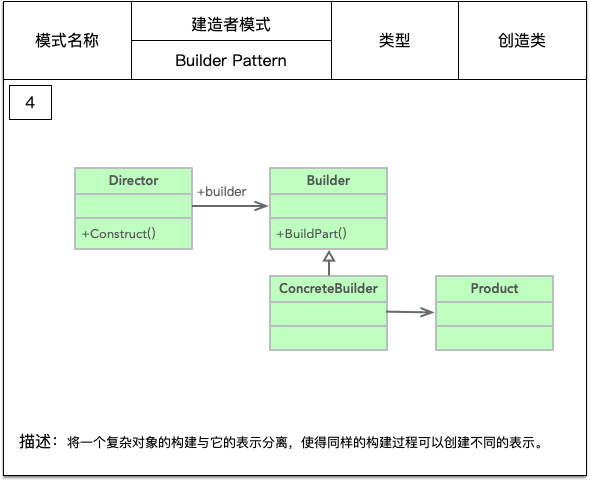 模式名称
建造者模式
Builder Pattern
类型
创造类
4
Director
+Construct()
+builder
Builder
+BuildPart()
ConcreteBuilder
Product
描述：将一个复杂对象的构建与它的表示分离，使得同样的构建过程可以创建不同的表示。